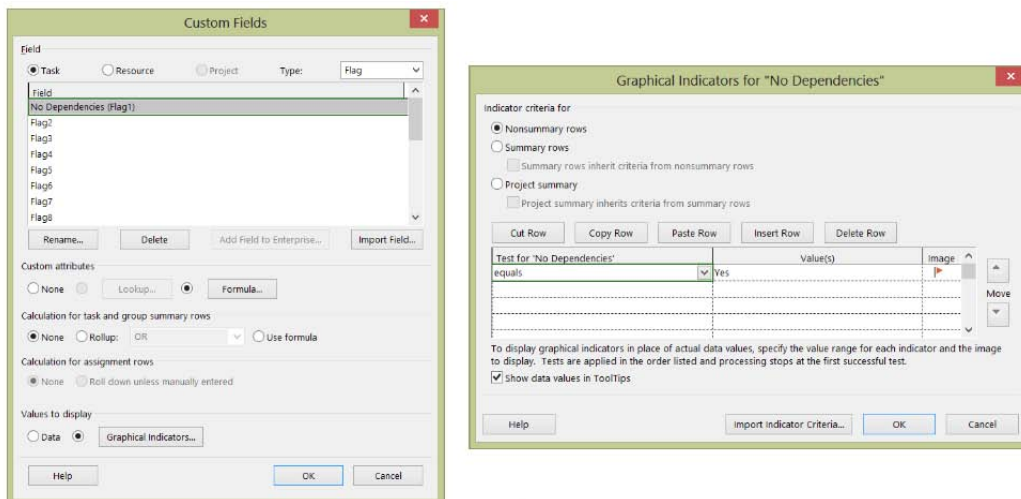 Custom Fields
Field
Task Resource Project Type: Flag
Field
No Dependencies (Flag1)
Flag2
Flag3
Flag4
Flag5
Flag6
Flag7
Flag8
Rename... Delete Add Field to Enterprise... Import Field...
Custom attributes
None Lookup... Formula...
Calculation for task and group summary rows
None Rollup: OR Use formula
Calculation for assignment rows
None Roll down unless manually entered
Values to display
Data Graphical Indicators...
Help OK Cancel
Graphical Indicators for "No Dependencies"
Indicator criteria for
Nonsummary rows
Summary rows
Summary rows inherit criteria from nonsummary rows
Project summary
Project summary inherits criteria from summary rows
Cut Row Copy Row Paste Row Insert Row Delete Row
Test for 'No Dependencies' Value(s) Image
equals Yes
Move
To display graphical indicators in place of actual data values, specify the value range for each indicator and the image
to display. Tests are applied in the order listed and processing stops at the first successful test.
Show data values in ToolTips
Help Import Indicator Criteria... OK Cancel